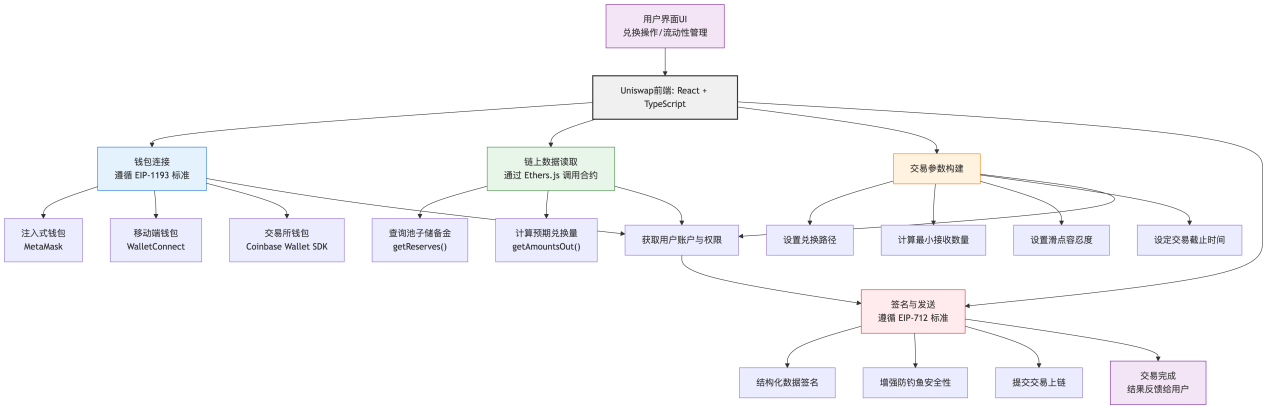 用户界面UI
兑换操作/流动性管理
Uniswap前端: React +
TypeScript
钱包连接
遵循 EIP-1193 标准
链上数据读取
通过 Ethers.js 调用合约
交易参数构建
注入式钱包
MetaMask
移动端钱包
WalletConnect
交易所钱包
Coinbase Wallet SDK
查询池子储备金
getReserves()
计算预期兑换量
getAmountsOut()
获取用户账户与权限
设置兑换路径
计算最小接收数量
设置滑点容忍度
设定交易截止时间
签名与发送
遵循 EIP-712 标准
结构化数据签名
增强防钓鱼安全性
提交交易上链
交易完成
结果反馈给用户